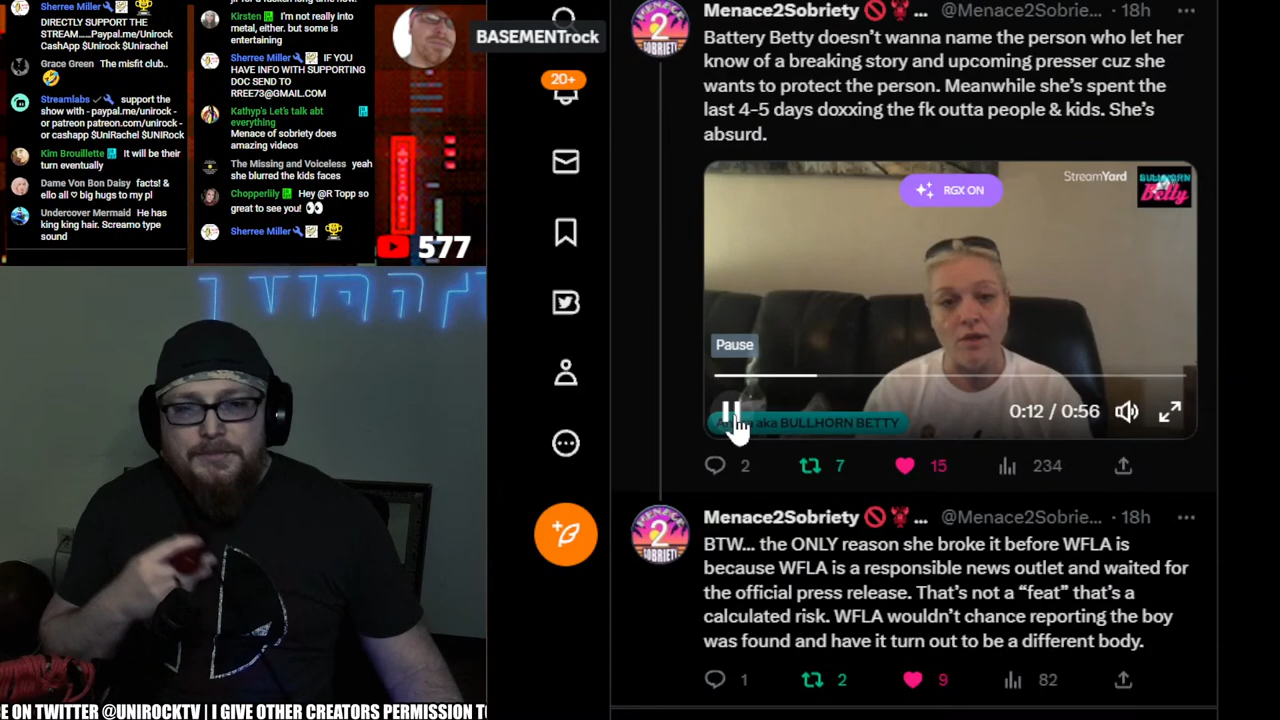 Sherree Miller
DIRECTLY SUPPORT THE
STREAM.....Paypal.me/Unirock
CashApp $Unirock $Unirachel
Grace Green The misfit club..
Streamlabs support the
show with - paypal.me/unirock -
or patreon patreon.com/unirock -
or cashapp $UniRachel $UNIRock
Kim Brouillette It will be their
turn eventually
Dame Von Bon Daisy facts! &
ello all ♡ big hugs to my pl
Undercover Mermaid He has
king king hair. Screamo type
sound
Kirsten I'm not really into
metal, either. but some is
entertaining
Sherree Miller IF YOU
HAVE INFO WITH SUPPORTING
DOC SEND TO
RREE73@GMAIL.COM
Kathyp's Let's talk abt
everything
Menace of sobriety does
amazing videos
The Missing and Voiceless yeah
she blurred the kids faces
Chopperlily Hey @R Topp so
great to see you! 👀
Sherree Miller 🏆
BASEMENTrock
577
20+
Menace2Sobriety 🚫🦞... @Menace2Sobrie... · 18h
Battery Betty doesn't wanna name the person who let her
know of a breaking story and upcoming presser cuz she
wants to protect the person. Meanwhile she's spent the
last 4-5 days doxxing the fk outta people & kids. She's
absurd.
RGX ON
StreamYard
BULLHORN
Betty
Pause
aka BULLHORN BETTY
0:12 / 0:56
2 7 15 234
Menace2Sobriety 🚫🦞... @Menace2Sobrie... · 18h
BTW... the ONLY reason she broke it before WFLA is
because WFLA is a responsible news outlet and waited for
the official press release. That's not a "feat" that's a
calculated risk. WFLA wouldn't chance reporting the boy
was found and have it turn out to be a different body.
1 2 9 82
E ON TWITTER @UNIROCKTV | I GIVE OTHER CREATORS PERMISSION T